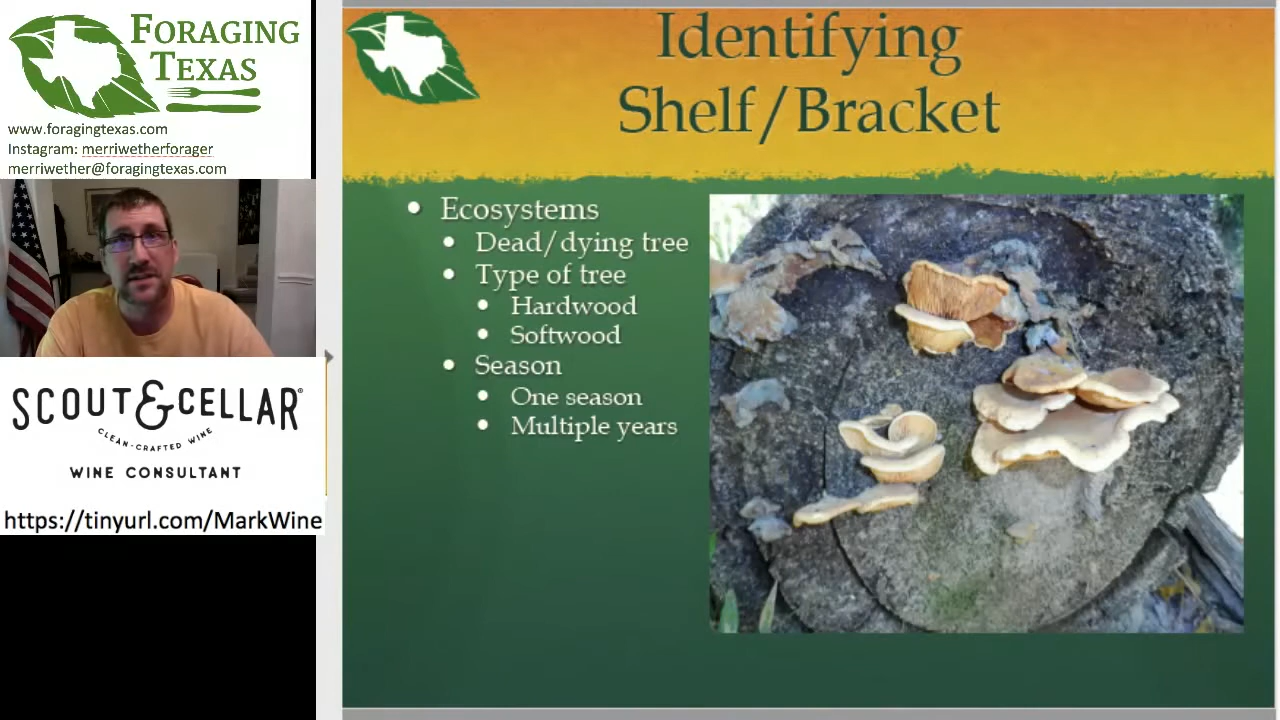 FORAGING
TEXAS
www.foragingtexas.com
Instagram: merriwetherforager
merriwether@foragingtexas.com
SCOUT & CELLAR®
CLEAN-CRAFTED WINE
WINE CONSULTANT
https://tinyurl.com/MarkWine
Identifying
Shelf/Bracket
• Ecosystems
• Dead/dying tree
• Type of tree
• Hardwood
• Softwood
• Season
• One season
• Multiple years